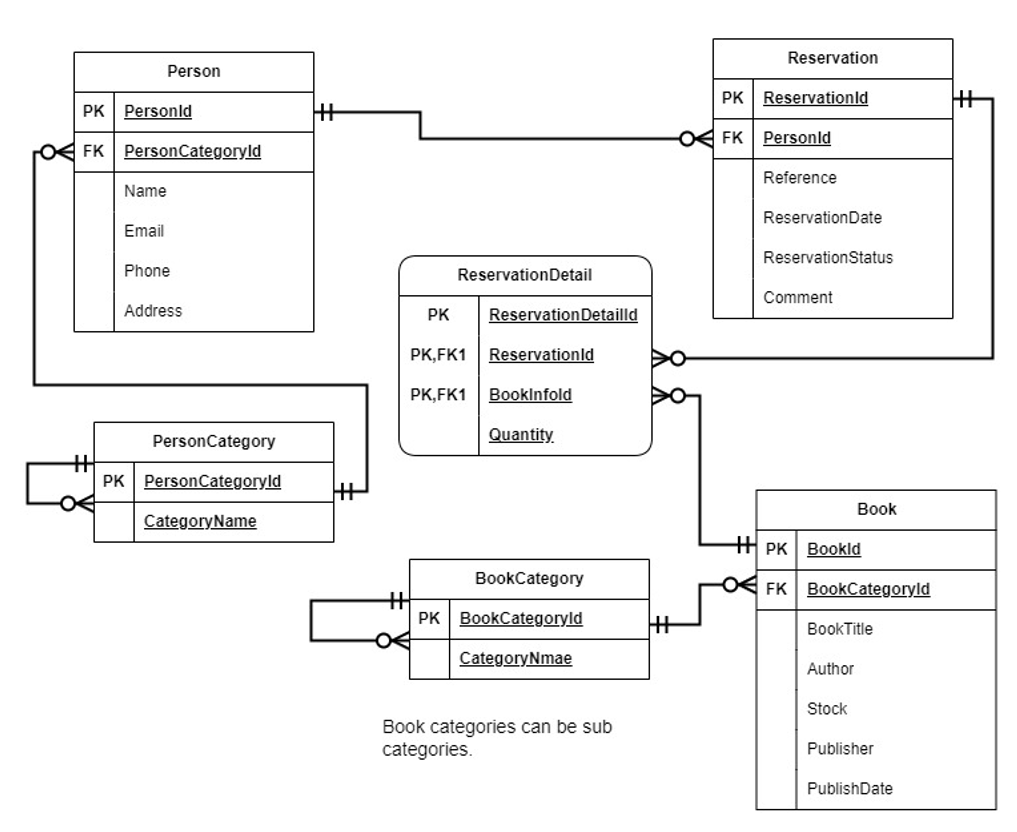 Person
PK PersonId
FK PersonCategoryId
Name
Email
Phone
Address
Reservation
PK ReservationId
FK PersonId
Reference
ReservationDate
ReservationStatus
Comment
ReservationDetail
PK ReservationDetailId
PK,FK1 ReservationId
PK,FK1 BookInfoId
Quantity
PersonCategory
PK PersonCategoryId
CategoryName
BookCategory
PK BookCategoryId
CategoryNmae
Book categories can be sub
categories.
Book
PK BookId
FK BookCategoryId
BookTitle
Author
Stock
Publisher
PublishDate